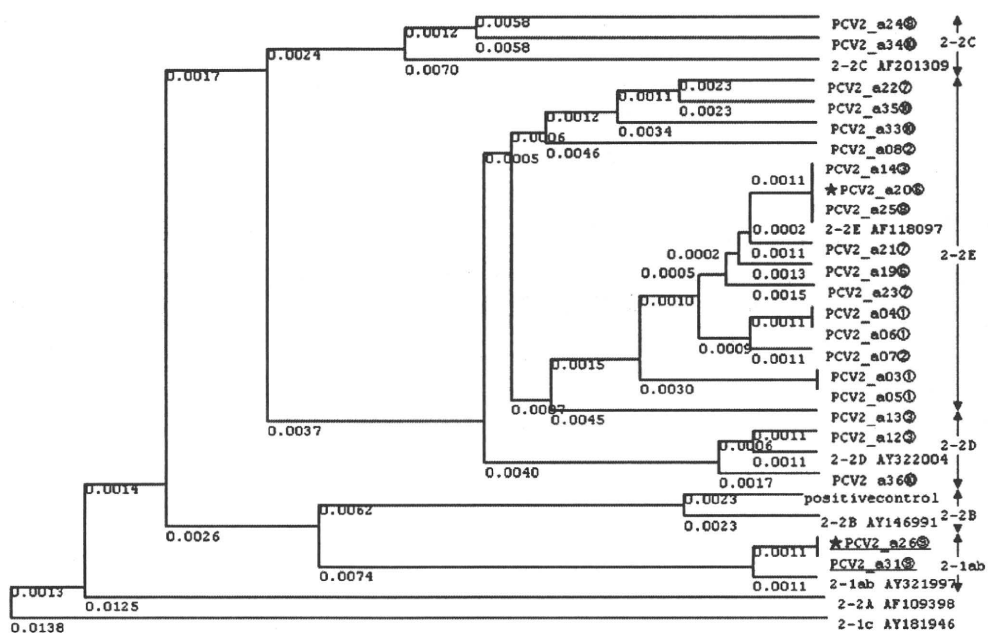 0.0058
PCV2_a24⑧
0.0012
0.0058
PCV2_a34⑩
2-2C
0.0024
0.0070
2-2C AF201309
0.0017
0.0023
PCV2_a22⑦
0.0011
0.0023
PCV2_a35⑩
0.0012
0.0034
PCV2_a33⑩
0.0006
0.0046
PCV2_a08②
0.0005
PCV2_a14③
0.0011
★PCV2_a20⑥
PCV2_a25⑧
0.0002
2-2E AF118097
0.0002
0.0011
PCV2_a21⑦
2-2E
0.0005
0.0013
PCV2_a19⑥
0.0010
0.0015
PCV2_a23⑦
0.0011
PCV2_a04①
PCV2_a06①
0.0009
0.0011
PCV2_a07②
0.0015
0.0030
PCV2_a03①
PCV2_a05①
0.0045
PCV2_a13③
0.0037
0.0011
PCV2_a12③
0.0006
2-2D
0.0040
0.0011
2-2D AY322004
0.0017
PCV2_a36⑩
0.0014
0.0023
positivecontrol
0.0062
2-2B
0.0026
0.0023
2-2B AY146991
★PCV2_a26⑨
0.0011
PCV2_a31⑨
2-1ab
0.0074
0.0011
2-1ab AY321997
0.0013
0.0125
2-2A AF109398
0.0138
2-1c AY181946